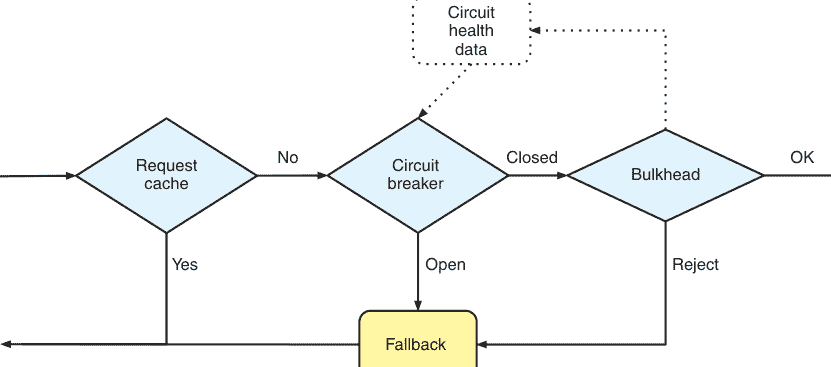 Circuit
health
data
Request
cache
No
Circuit
breaker
Closed
Bulkhead
OK
Yes
Open
Reject
Fallback